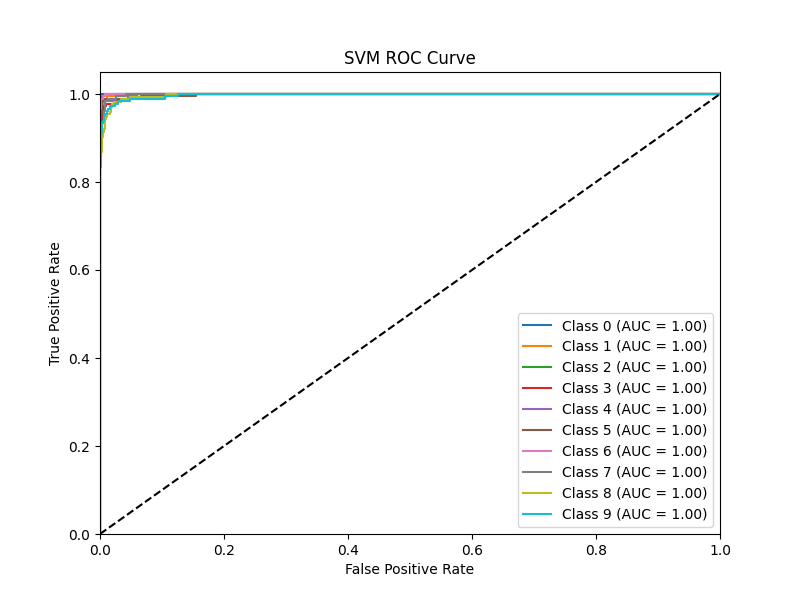 SVM ROC Curve
True Positive Rate
1.0
0.8
0.6
0.4
0.2
0.0
Class 0 (AUC = 1.00)
Class 1 (AUC = 1.00)
Class 2 (AUC = 1.00)
Class 3 (AUC = 1.00)
Class 4 (AUC = 1.00)
Class 5 (AUC = 1.00)
Class 6 (AUC = 1.00)
Class 7 (AUC = 1.00)
Class 8 (AUC = 1.00)
Class 9 (AUC = 1.00)
0.0 0.2 0.4 0.6 0.8 1.0
False Positive Rate